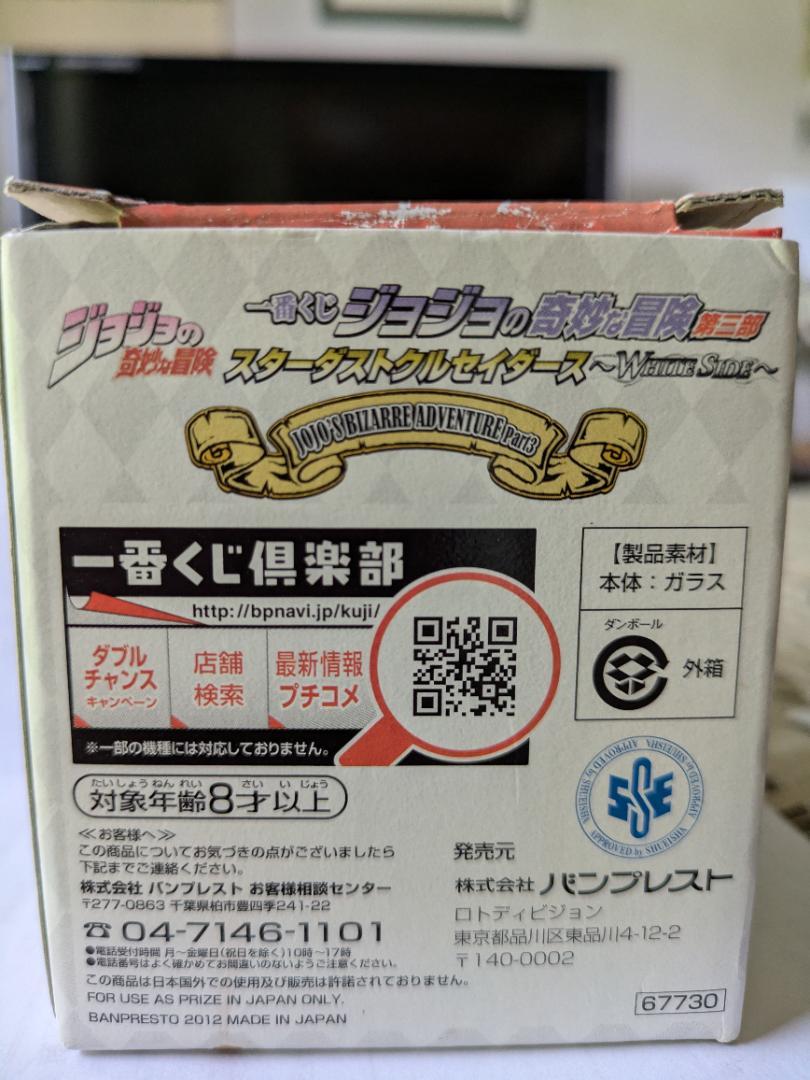 ジョジョの
奇妙な冒険
一番くじ ジョジョの奇妙な冒険 第三部
スターダストクルセイダース～WHITE SIDE～
JOJO'S BIZARRE ADVENTURE Part3
一番くじ倶楽部
http://bpnavi.jp/kuji/
ダブル
チャンス
キャンペーン
店舗
検索
最新情報
プチコメ
※一部の機種には対応しておりません。
【製品素材】
本体：ガラス
ダンボール
外箱
APPROVED by SHUEISHA APPROVED by SHUEISHA APPROVED by SHUEISHA
たいしょうねんれい さい いじょう
対象年齢8才以上
≪お客様へ≫
この商品についてお気づきの点がございましたら
下記までご連絡ください。
株式会社 バンプレスト お客様相談センター
〒277-0863 千葉県柏市豊四季241-22
☎04-7146-1101
●電話受付時間 月～金曜日(祝日を除く)10時～17時
●電話番号はよく確かめてお間違いのないようご注意ください。
この商品は日本国外での使用及び販売は許諾されておりません。
FOR USE AS PRIZE IN JAPAN ONLY.
BANPRESTO 2012 MADE IN JAPAN
発売元
株式会社 バンプレスト
ロトディビジョン
東京都品川区東品川4-12-2
〒140-0002
67730